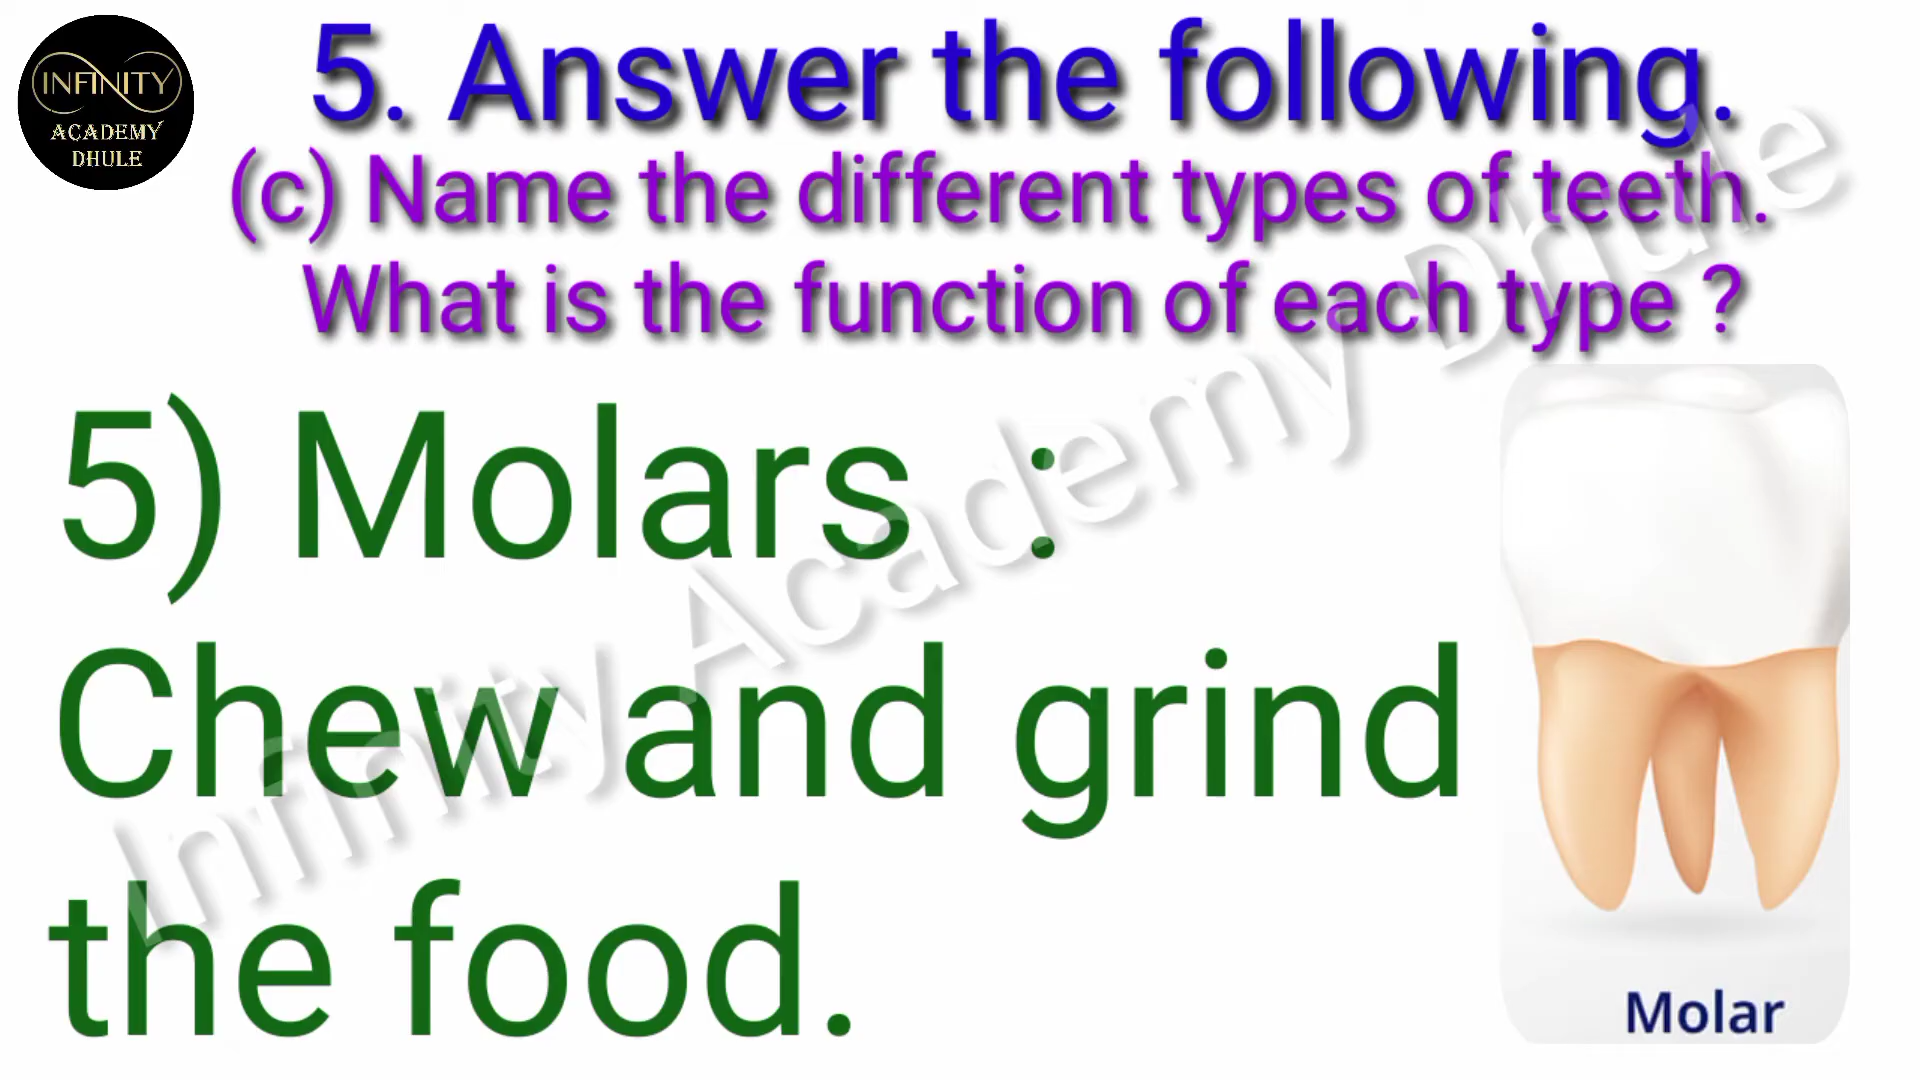 INFINITY
ACADEMY
DHULE
5. Answer the following.
(c) Name the different types of teeth.
What is the function of each type ?
5) Molars :
Chew and grind
the food.
Molar
Infinity Academy Dhule